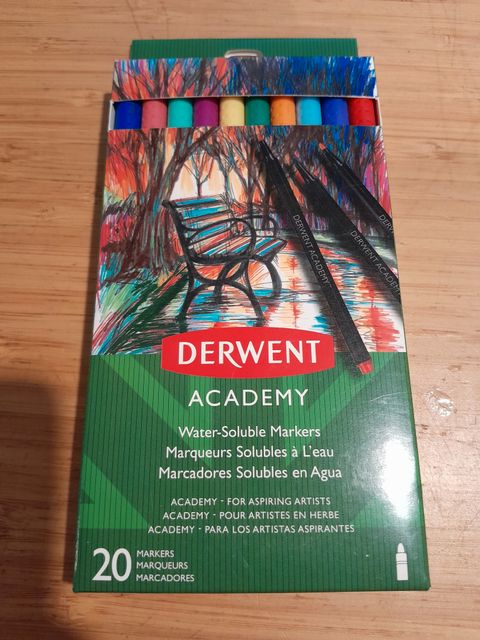 DERWENT ACADEMY
DERWENT ACADEMY
DERWENT
DERWENT
ACADEMY
Water-Soluble Markers
Marqueurs Solubles à L'eau
Marcadores Solubles en Agua
ACADEMY - FOR ASPIRING ARTISTS
ACADEMY - POUR ARTISTES EN HERBE
ACADEMY - PARA LOS ARTISTAS ASPIRANTES
20 MARKERS
MARQUEURS
MARCADORES